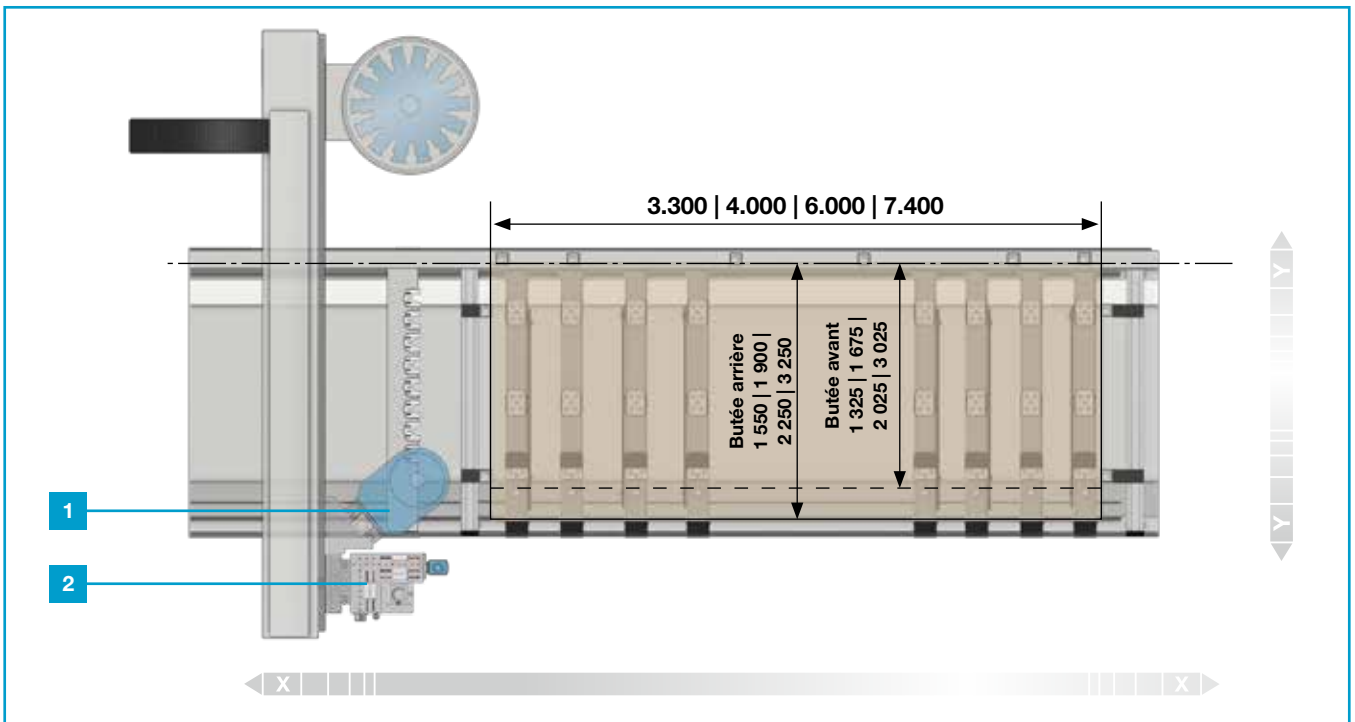 3.300 | 4.000 | 6.000 | 7.400
Butée arrière
1 550 | 1 900 |
2 250 | 3 250
Butée avant
1 325 | 1 675 |
2 025 | 3 025
Y
Y
1
2
X
X